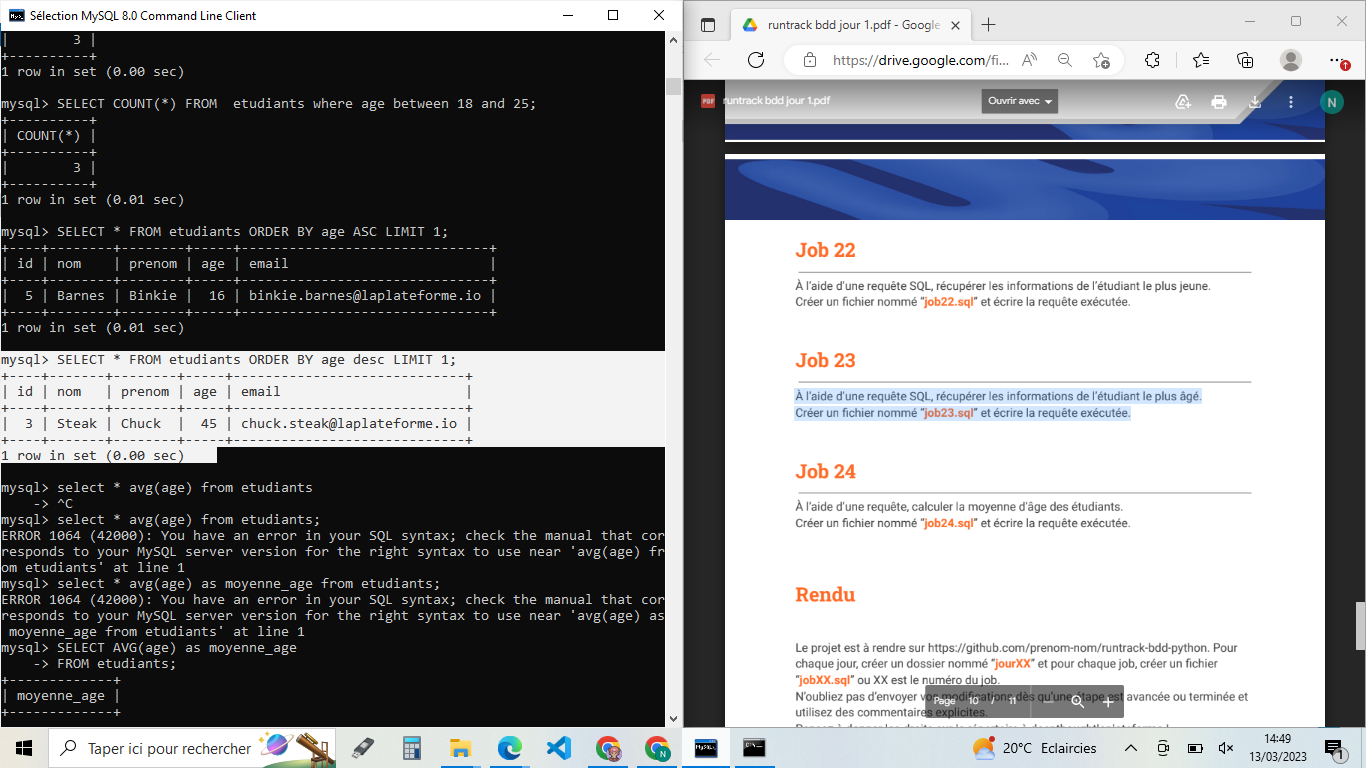 Sélection MySQL 8.0 Command Line Client
|        3 |
+----------+
1 row in set (0.00 sec)
mysql> SELECT COUNT(*) FROM  etudiants where age between 18 and 25;
+----------+
| COUNT(*) |
+----------+
|        3 |
+----------+
1 row in set (0.01 sec)
mysql> SELECT * FROM etudiants ORDER BY age ASC LIMIT 1;
+----+--------+--------+-----+-------------------------------+
| id | nom    | prenom | age | email                         |
+----+--------+--------+-----+-------------------------------+
|  5 | Barnes | Binkie |  16 | binkie.barnes@laplateforme.io |
+----+--------+--------+-----+-------------------------------+
1 row in set (0.01 sec)
mysql> SELECT * FROM etudiants ORDER BY age desc LIMIT 1;
+----+-------+--------+-----+-----------------------------+
| id | nom   | prenom | age | email                       |
+----+-------+--------+-----+-----------------------------+
|  3 | Steak | Chuck  |  45 | chuck.steak@laplateforme.io |
+----+-------+--------+-----+-----------------------------+
1 row in set (0.00 sec)
mysql> select * avg(age) from etudiants
    -> ^C
mysql> select * avg(age) from etudiants;
ERROR 1064 (42000): You have an error in your SQL syntax; check the manual that cor
responds to your MySQL server version for the right syntax to use near 'avg(age) fr
om etudiants' at line 1
mysql> select * avg(age) as moyenne_age from etudiants;
ERROR 1064 (42000): You have an error in your SQL syntax; check the manual that cor
responds to your MySQL server version for the right syntax to use near 'avg(age) as
 moyenne_age from etudiants' at line 1
mysql> SELECT AVG(age) as moyenne_age
    -> FROM etudiants;
+-------------+
| moyenne_age |
+-------------+
runtrack bdd jour 1.pdf - Google
https://drive.google.com/fi...
PDF runtrack bdd jour 1.pdf
Ouvrir avec
N
Job 22
À l'aide d'une requête SQL, récupérer les informations de l'étudiant le plus jeune.
Créer un fichier nommé “job22.sql” et écrire la requête exécutée.
Job 23
À l'aide d'une requête SQL, récupérer les informations de l'étudiant le plus âgé.
Créer un fichier nommé “job23.sql” et écrire la requête exécutée.
Job 24
À l'aide d'une requête, calculer la moyenne d'âge des étudiants.
Créer un fichier nommé “job24.sql” et écrire la requête exécutée.
Rendu
Le projet est à rendre sur https://github.com/prenom-nom/runtrack-bdd-python. Pour
chaque jour, créer un dossier nommé “jourXX” et pour chaque job, créer un fichier
“jobXX.sql” ou XX est le numéro du job.
N'oubliez pas d'envoyer vos modifications dès qu'une étape est avancée ou terminée et
utilisez des commentaires explicites.
Page 10 / 11
Taper ici pour rechercher
N
20°C Eclaircies
14:49
13/03/2023
1